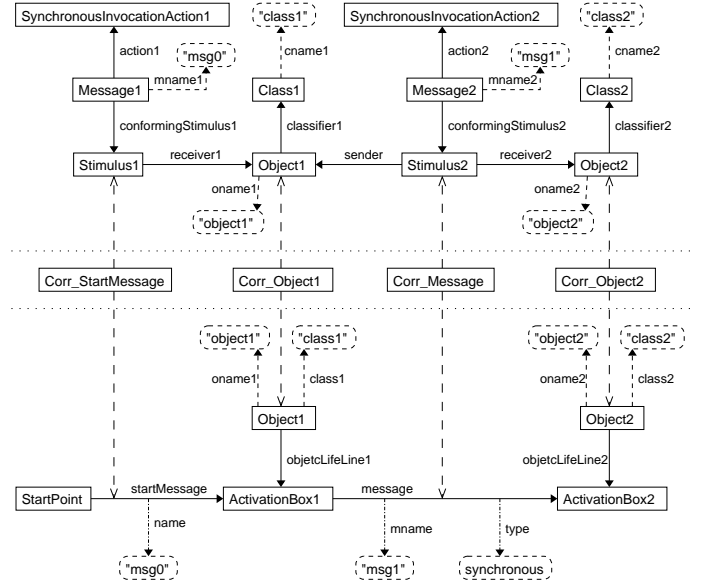 SynchronousInvocationAction1
"class1"
SynchronousInvocationAction2
"class2"
action1
"msg0"
cname1
action2
"msg1"
cname2
mname1
mname2
Message1
Class1
Message2
Class2
conformingStimulus1
classifier1
conformingStimulus2
classifier2
receiver1
sender
receiver2
Stimulus1
Object1
Stimulus2
Object2
oname1
oname2
"object1"
"object2"
Corr_StartMessage
Corr_Object1
Corr_Message
Corr_Object2
"object1"
"class1"
"object2"
"class2"
oname1
class1
oname2
class2
Object1
Object2
objetcLifeLine1
objetcLifeLine2
startMessage
message
StartPoint
ActivationBox1
ActivationBox2
name
mname
type
"msg0"
"msg1"
synchronous